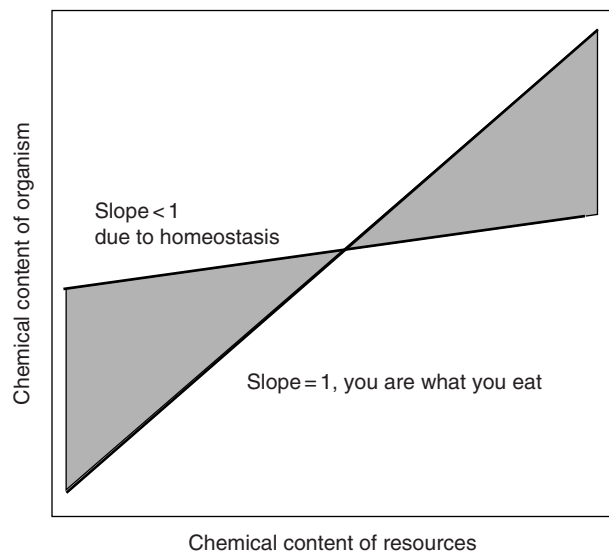 Chemical content of organism
Slope < 1
due to homeostasis
Slope = 1, you are what you eat
Chemical content of resources